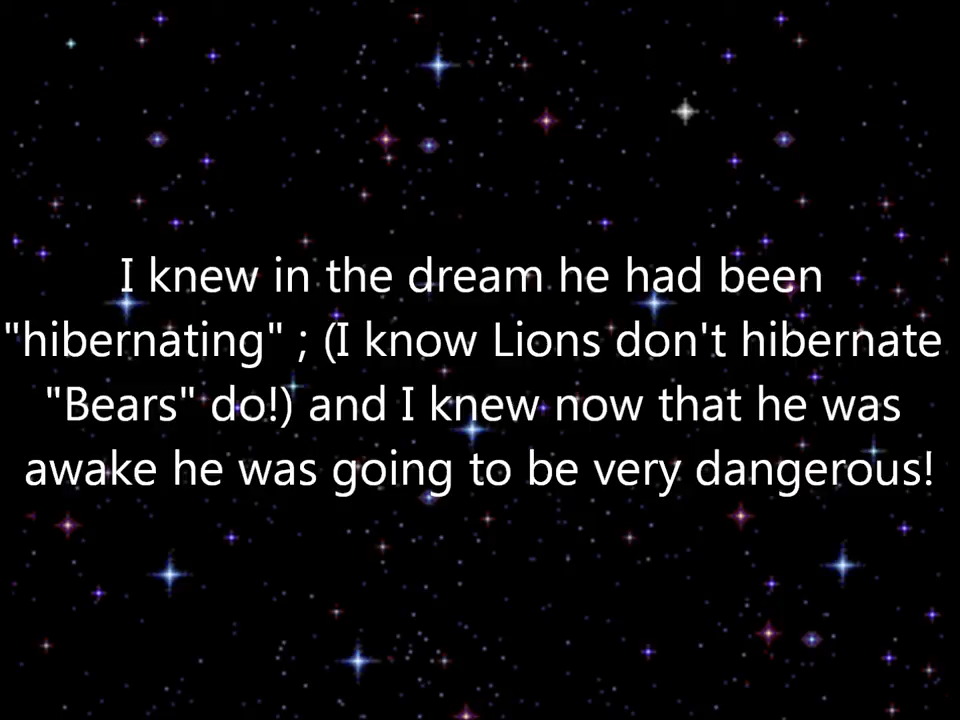 I knew in the dream he had been
"hibernating" ; (I know Lions don't hibernate
"Bears" do!) and I knew now that he was
awake he was going to be very dangerous!